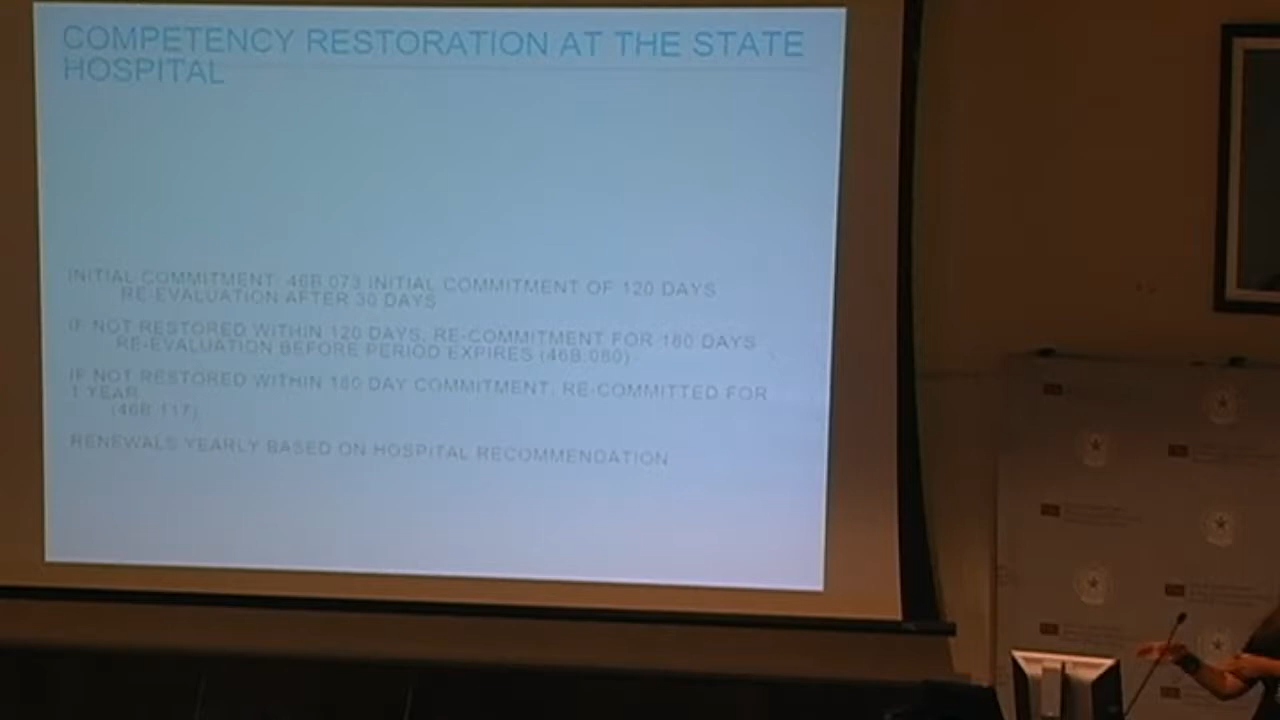 COMPETENCY RESTORATION AT THE STATE
HOSPITAL
INITIAL COMMITMENT: 46B.073 INITIAL COMMITMENT OF 120 DAYS
RE-EVALUATION AFTER 30 DAYS
IF NOT RESTORED WITHIN 120 DAYS, RE-COMMITMENT FOR 180 DAYS
RE-EVALUATION BEFORE PERIOD EXPIRES (46B.080)
IF NOT RESTORED WITHIN 180 DAY COMMITMENT, RE-COMMITTED FOR
1 YEAR
(46B.117)
RENEWALS YEARLY BASED ON HOSPITAL RECOMMENDATION